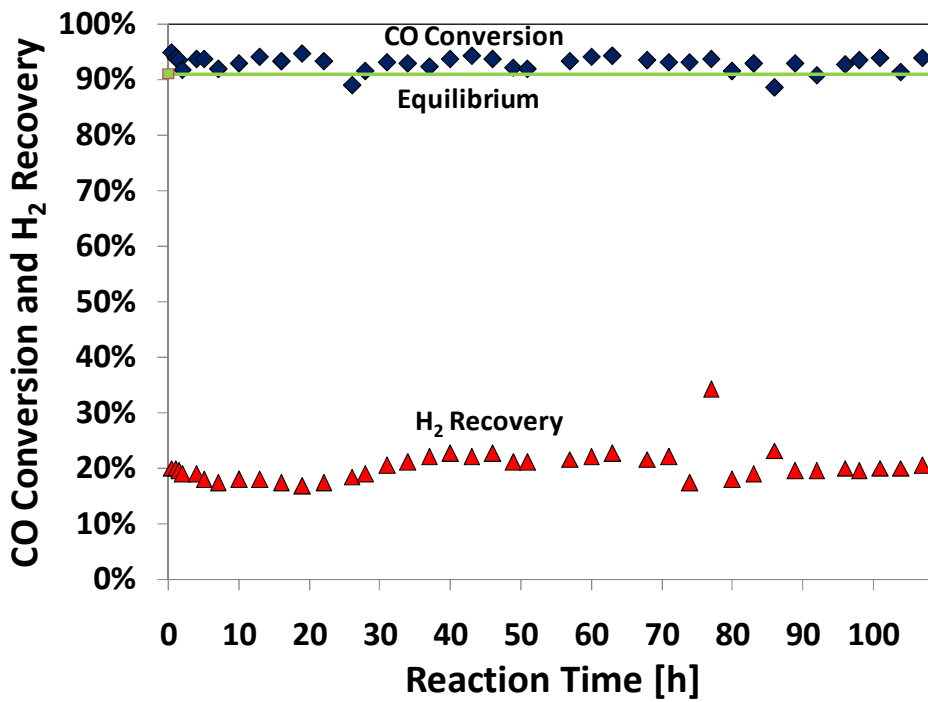 CO Conversion and H₂ Recovery
100%
90%
80%
70%
60%
50%
40%
30%
20%
10%
0%
CO Conversion
Equilibrium
H₂ Recovery
0 10 20 30 40 50 60 70 80 90 100
Reaction Time [h]